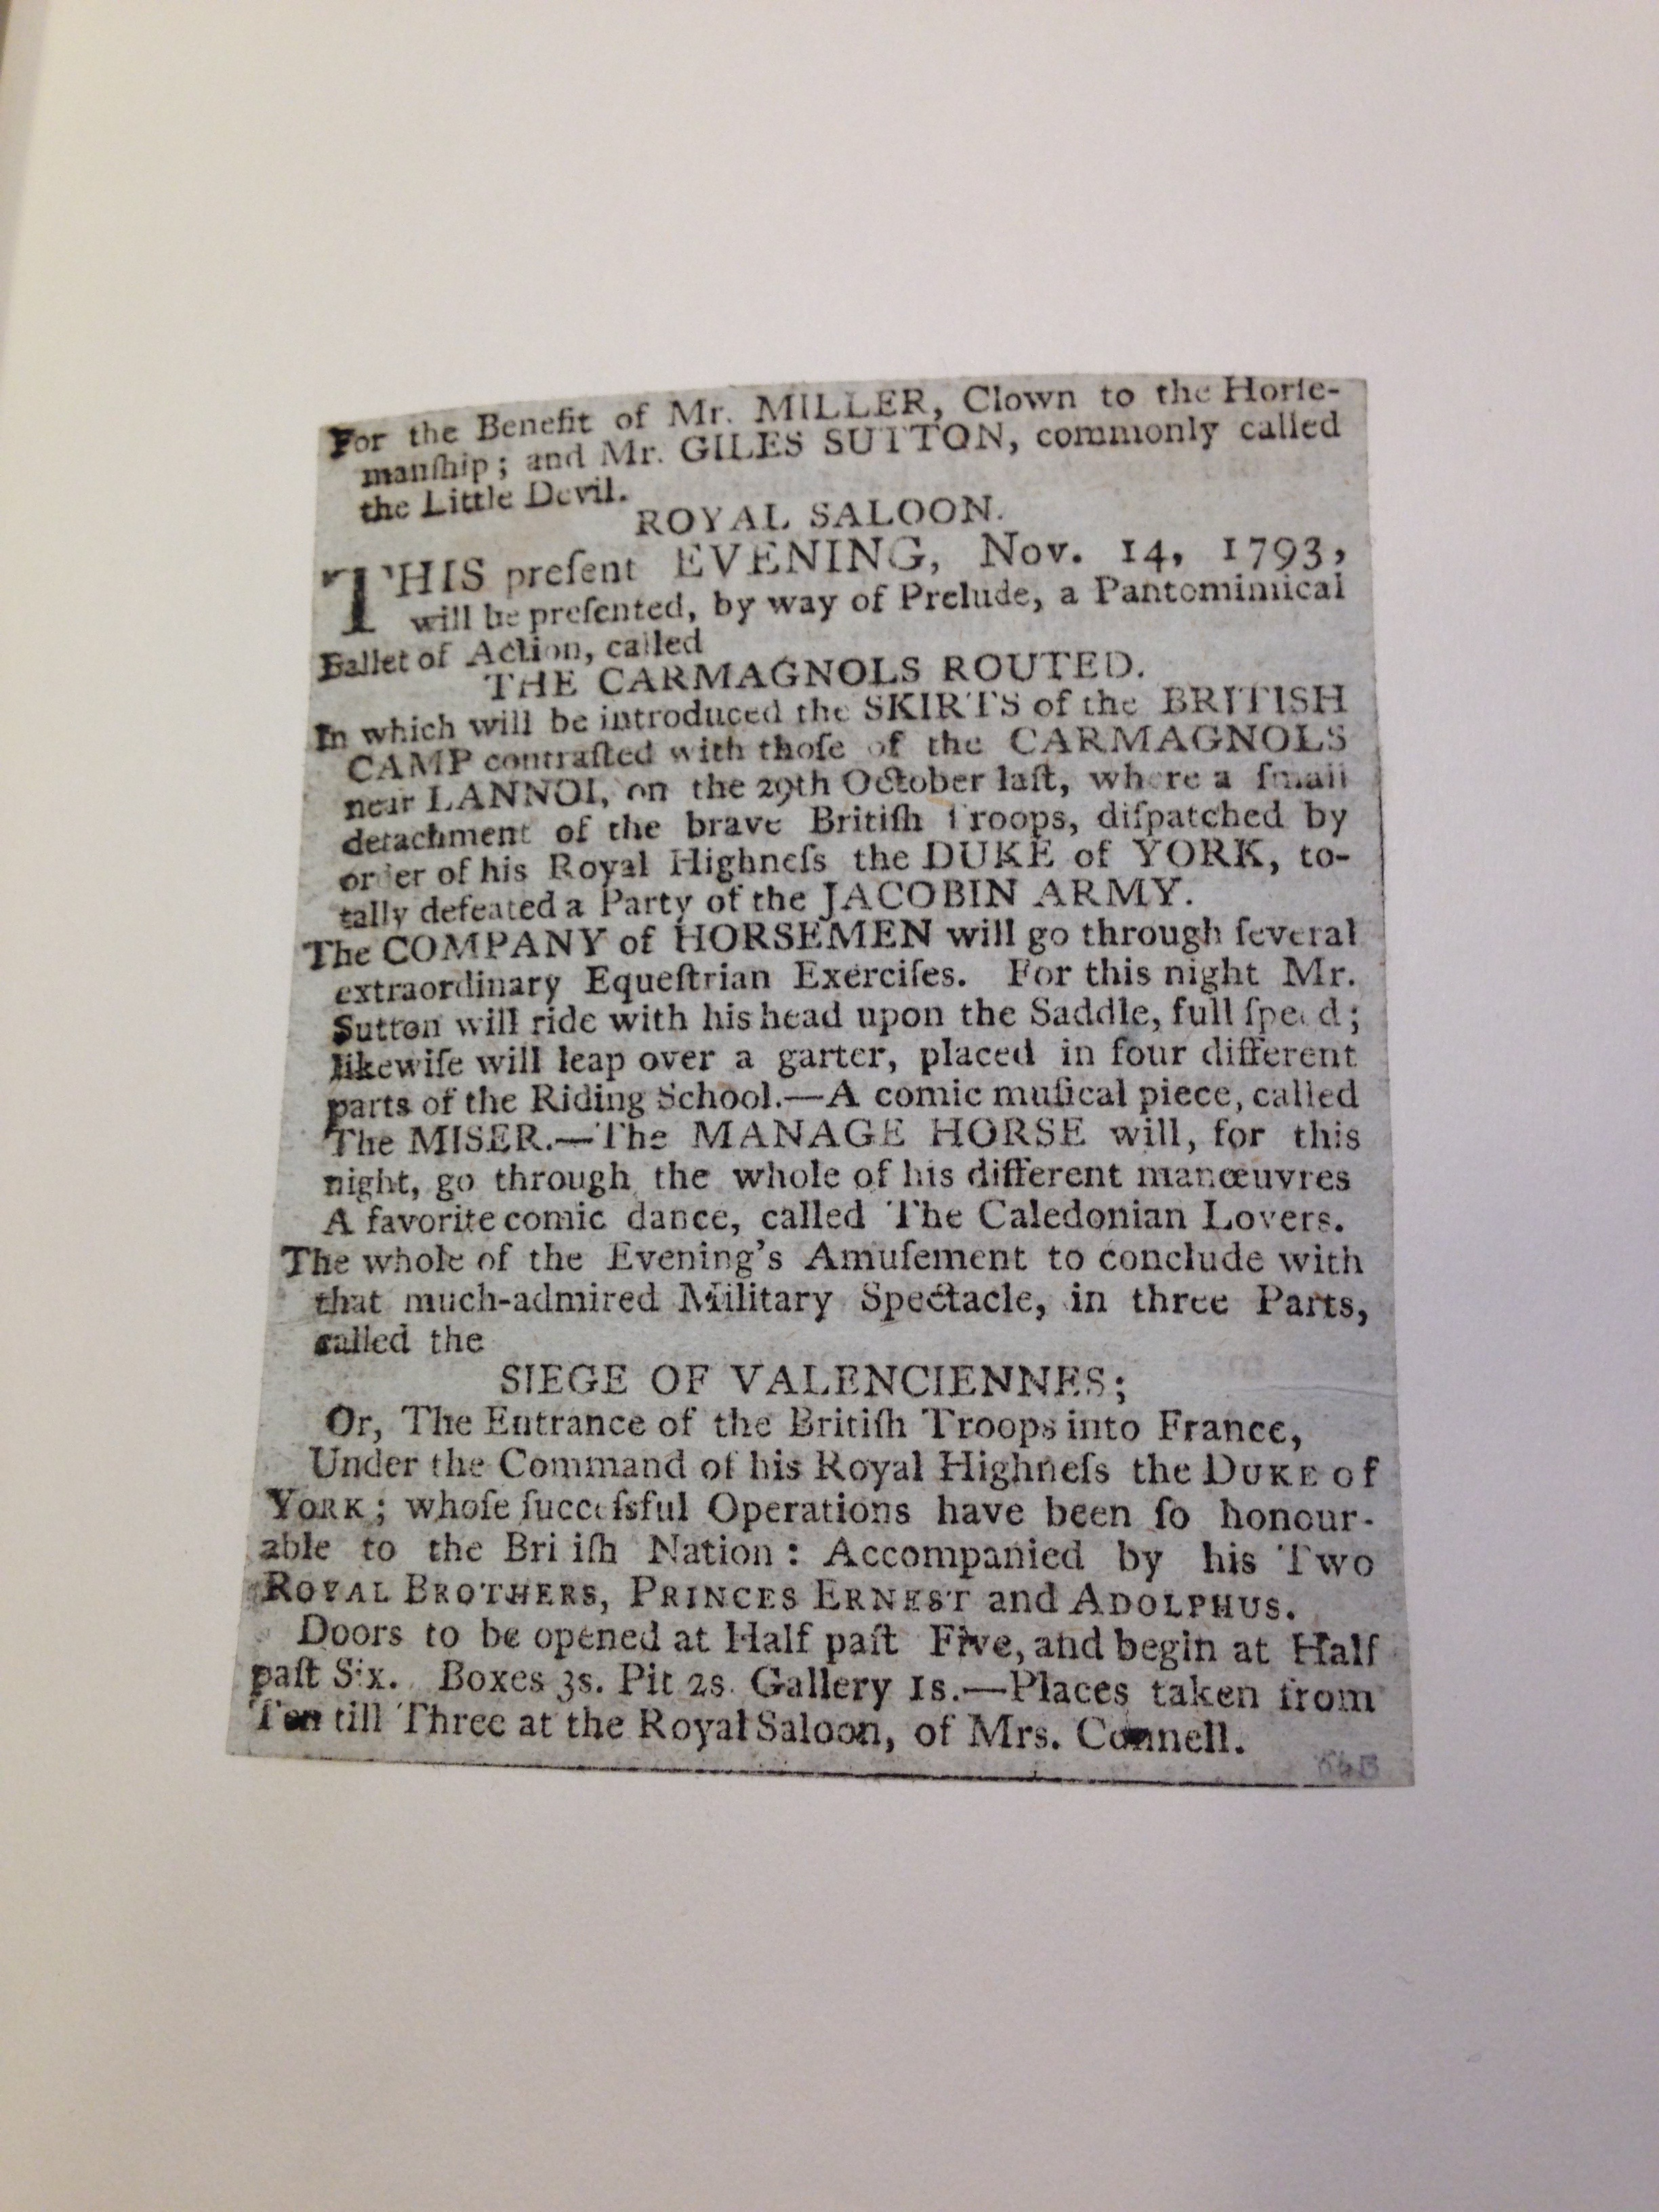 For the Benefit of Mr. MILLER, Clown to the Horſe-
manſhip; and Mr. GILES SUTTON, commonly called
the Little Devil.
ROYAL SALOON.
THIS preſent EVENING, Nov. 14, 1793,
will be preſented, by way of Prelude, a Pantomimical
Ballet of Action, called
THE CARMAGNOLS ROUTED.
In which will be introduced the SKIRTS of the BRITISH
CAMP contraſted with thoſe of the CARMAGNOLS
near LANNOI, on the 29th October laſt, where a ſmall
detachment of the brave Britiſh Troops, diſpatched by
order of his Royal Highneſs the DUKE of YORK, to-
tally defeated a Party of the JACOBIN ARMY.
The COMPANY of HORSEMEN will go through ſeveral
extraordinary Equeſtrian Exerciſes. For this night Mr.
Sutton will ride with his head upon the Saddle, full ſpeed;
likewiſe will leap over a garter, placed in four different
parts of the Riding School.—A comic muſical piece, called
The MISER.—The MANAGE HORSE will, for this
night, go through the whole of his different manœuvres
A favorite comic dance, called The Caledonian Lovers.
The whole of the Evening's Amuſement to conclude with
that much-admired Military Spectacle, in three Parts,
called the
SIEGE OF VALENCIENNES;
Or, The Entrance of the Britiſh Troops into France,
Under the Command of his Royal Highneſs the DUKE of
YORK; whoſe ſucceſsful Operations have been ſo honour-
able to the Bri iſh Nation: Accompanied by his Two
ROYAL BROTHERS, PRINCES ERNEST and ADOLPHUS.
Doors to be opened at Half paſt Five, and begin at Half
paſt Six. Boxes 3s. Pit 2s. Gallery 1s.—Places taken from
Ten till Three at the Royal Saloon, of Mrs. Connell.